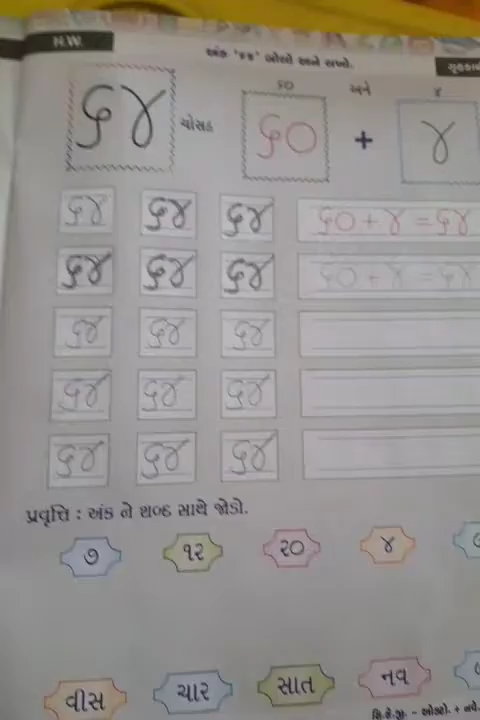 H.W.
અંક '૬૪' બોલો અને લખો.
ગૃહકાર્ય
૬૪ ચોસઠ
૬૦ અને ૪
૬૦ + ૪
૬૪ ૬૪ ૬૪ ૬૦ + ૪ = ૬૪
૬૪ ૬૪ ૬૪ ૬૦ + ૪ = ૬૪
૬૪ ૬૪ ૬૪
૬૪ ૬૪ ૬૪
૬૪ ૬૪ ૬૪
પ્રવૃત્તિ : અંક ને શબ્દ સાથે જોડો.
૭ ૧૨ ૨૦ ૪
વીસ ચાર સાત નવ